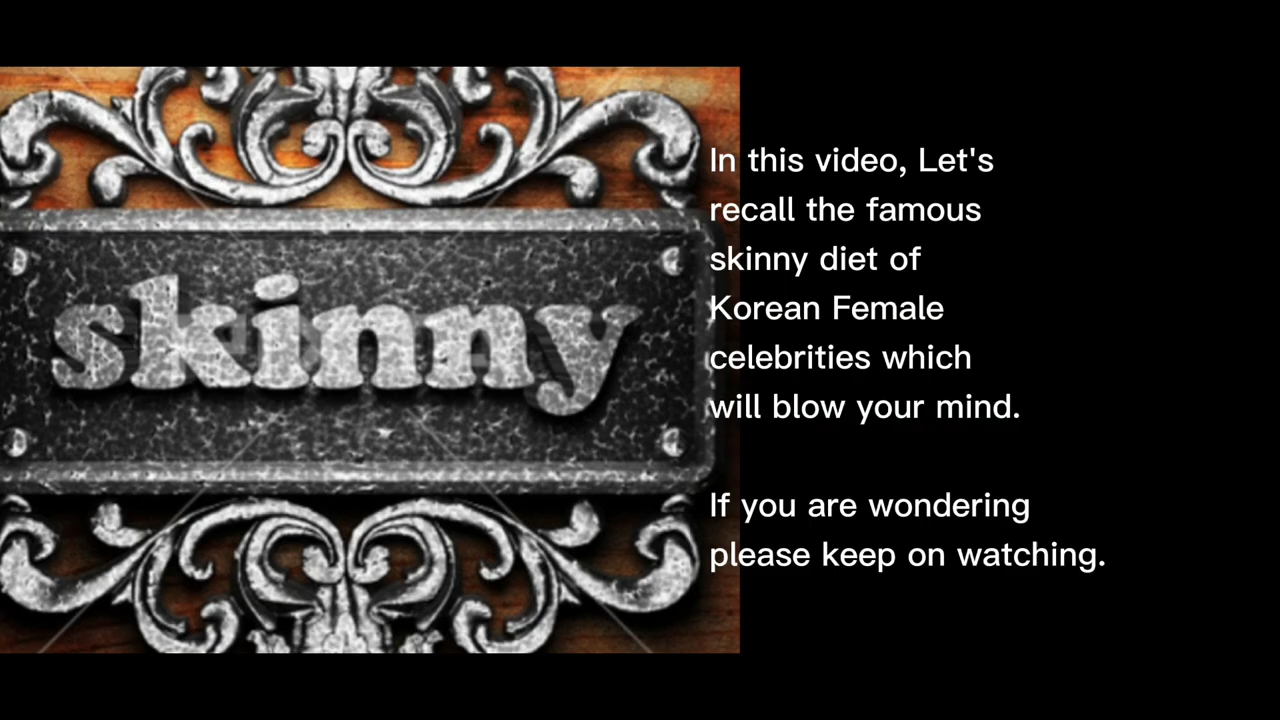 skinny
In this video, Let's
recall the famous
skinny diet of
Korean Female
celebrities which
will blow your mind.
If you are wondering
please keep on watching.